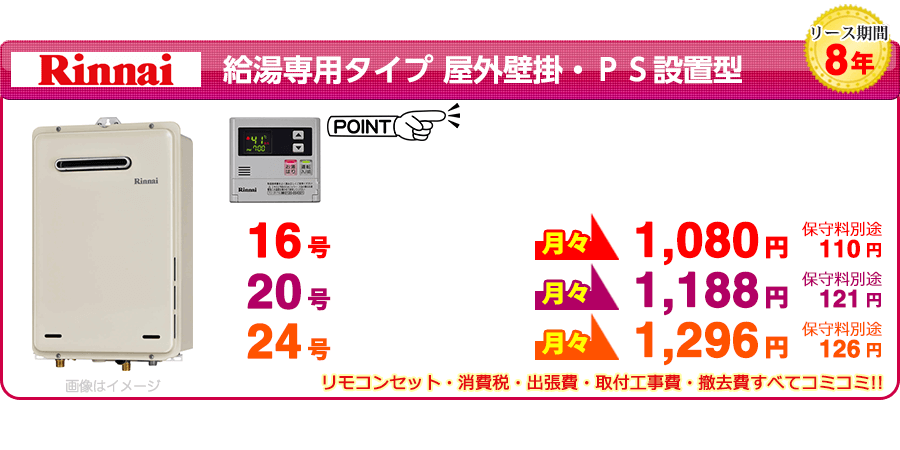 リース期間
8年
Rinnai
給湯専用タイプ 屋外壁掛・ＰＳ設置型
POINT
41
7:00
Rinnai
Rinnai
16号 月々 1,080円 保守料別途 110円
20号 月々 1,188円 保守料別途 121円
24号 月々 1,296円 保守料別途 126円
画像はイメージ
リモコンセット・消費税・出張費・取付工事費・撤去費すべてコミコミ!!